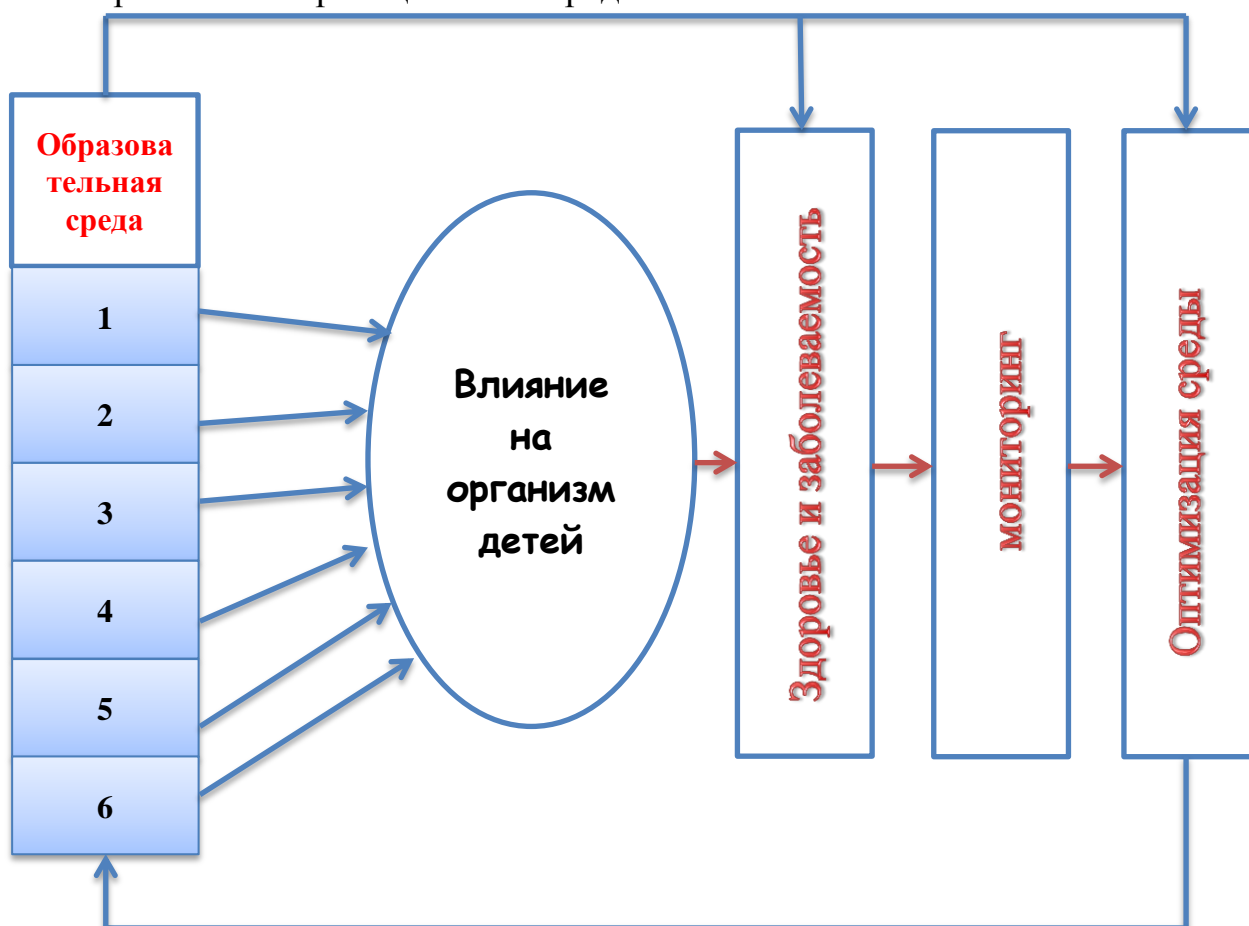 Образова
тельная
среда
1
2
3
4
5
6
Влияние
на
организм
детей
Здоровье и заболеваемость
мониторинг
Оптимизация среды